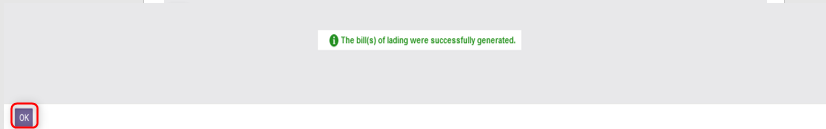 The bill(s) of lading were successfully generated.
OK